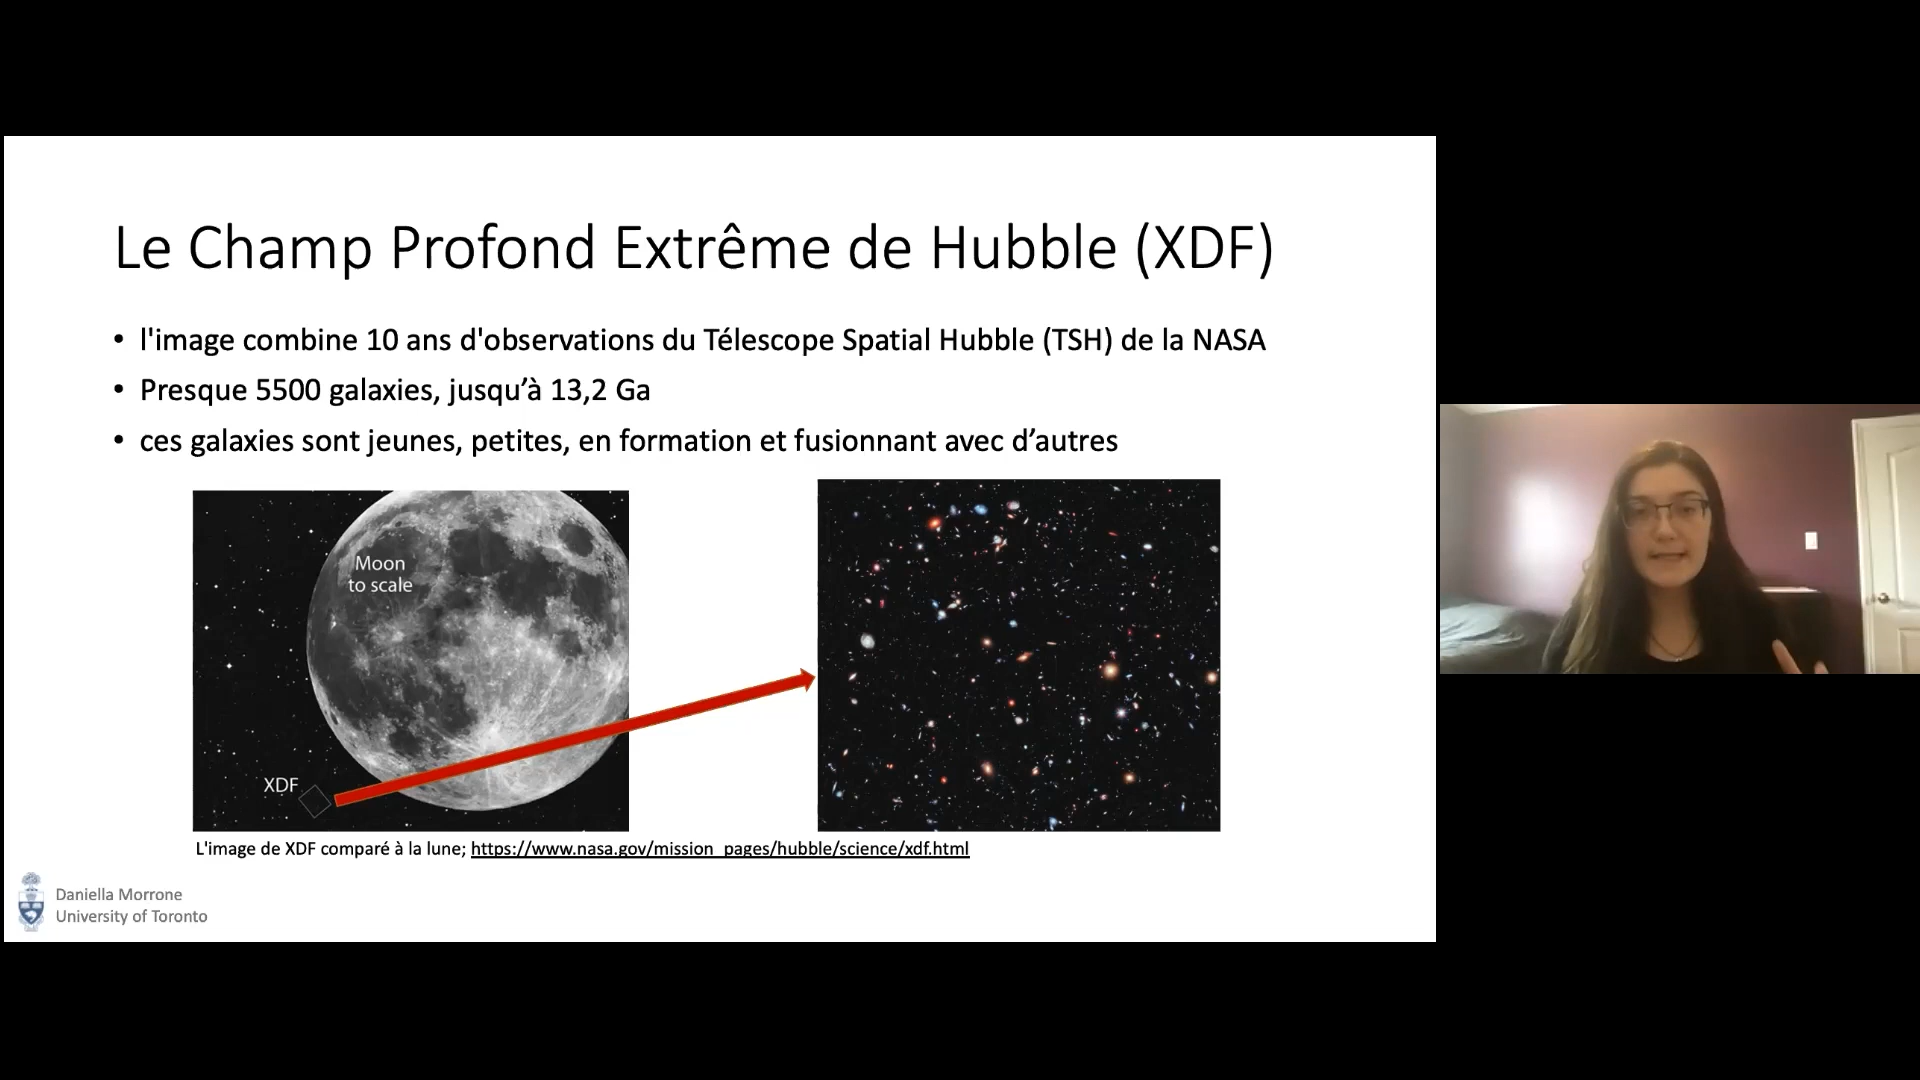 Le Champ Profond Extrême de Hubble (XDF)
• l'image combine 10 ans d'observations du Télescope Spatial Hubble (TSH) de la NASA
• Presque 5500 galaxies, jusqu’à 13,2 Ga
• ces galaxies sont jeunes, petites, en formation et fusionnant avec d’autres
Moon
to scale
XDF
L'image de XDF comparé à la lune; https://www.nasa.gov/mission_pages/hubble/science/xdf.html
Daniella Morrone
University of Toronto